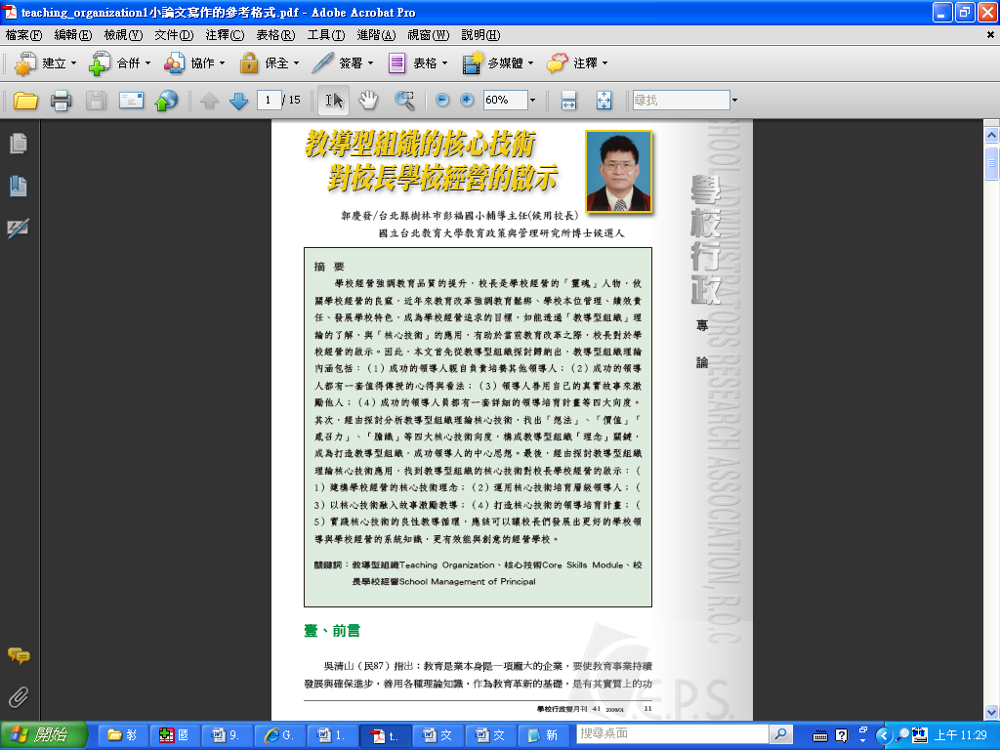 teaching_organization1小論文寫作的參考格式.pdf - Adobe Acrobat Pro
檔案(F) 編輯(E) 檢視(V) 文件(D) 注釋(C) 表格(R) 工具(T) 進階(A) 視窗(W) 說明(H)
建立 合併 協作 保全 簽署 表格 多媒體 注釋
1 / 15 60% 尋找
教導型組織的核心技術
對校長學校經營的啟示
郭慶發/台北縣樹林市彭福國小輔導主任(候用校長)
國立台北教育大學教育政策與管理研究所博士候選人
摘 要
學校經營強調教育品質的提升，校長是學校經營的「靈魂」人物，攸
關學校經營的良窳，近年來教育改革強調教育鬆綁、學校本位管理、績效責
任、發展學校特色，成為學校經營追求的目標，如能透過「教導型組織」理
論的了解，與「核心技術」的應用，有助於當前教育改革之際，校長對於學
校經營的啟示。因此，本文首先從教導型組織探討歸納出，教導型組織理論
內涵包括：（1）成功的領導人親自負責培養其他領導人；（2）成功的領導
人都有一套值得傳授的心得與看法；（3）領導人善用自己的真實故事來激
勵他人；（4）成功的領導人員都有一套詳細的領導培育計畫等四大向度。
其次，經由探討分析教導型組織理論核心技術，找出「想法」、「價值」「
感召力」、「膽識」等四大核心技術向度，構成教導型組織「理念」關鍵，
成為打造教導型組織，成功領導人的中心思想。最後，經由探討教導型組織
理論核心技術應用，找到教導型組織的核心技術對校長學校經營的啟示：（
1）建構學校經營的核心技術理念；（2）運用核心技術培育層級領導人；（
3）以核心技術融入故事激勵教導；（4）打造核心技術的領導培育計畫；（
5）實踐核心技術的良性教導循環，應該可以讓校長們發展出更好的學校領
導與學校經營的系統知識，更有效能與創意的經營學校。
關鍵詞：教導型組織Teaching Organization、核心技術Core Skills Module、校
長學校經營School Management of Principal
壹、前言
吳清山（民87）指出：教育是業本身是一項龐大的企業，要使教育事業持續
發展與確保進步，善用各種理論知識，作為教育革新的基礎，是有其實質上的功
學校行政雙月刊 41 2006/01 11
學校行政
專論
SCHOOL ADMINISTRATORS RESEARCH ASSOCIATION, R.O.C
C.E.P.S.
開始 教 國 9. G. 1. t.. 文 文 新 搜尋桌面 上午 11:29